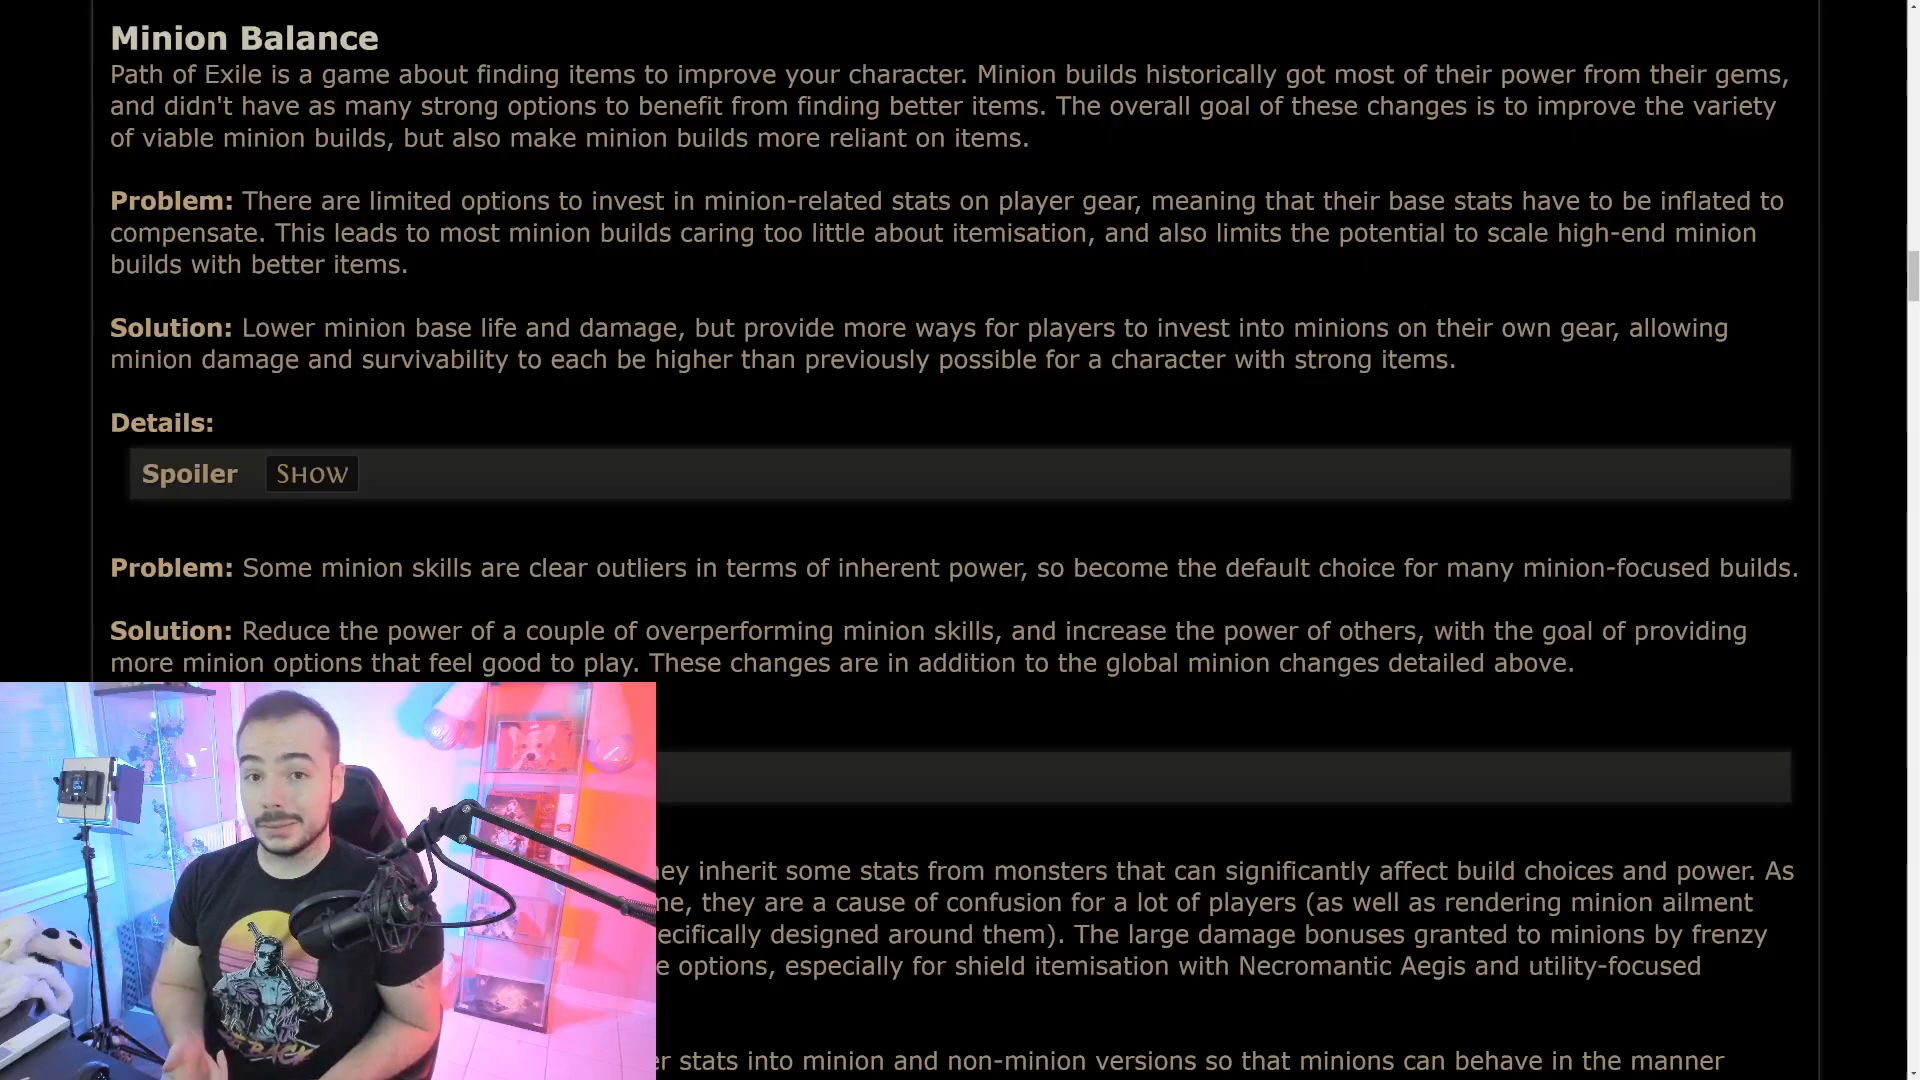 Minion Balance
Path of Exile is a game about finding items to improve your character. Minion builds historically got most of their power from their gems,
and didn't have as many strong options to benefit from finding better items. The overall goal of these changes is to improve the variety
of viable minion builds, but also make minion builds more reliant on items.
Problem: There are limited options to invest in minion-related stats on player gear, meaning that their base stats have to be inflated to
compensate. This leads to most minion builds caring too little about itemisation, and also limits the potential to scale high-end minion
builds with better items.
Solution: Lower minion base life and damage, but provide more ways for players to invest into minions on their own gear, allowing
minion damage and survivability to each be higher than previously possible for a character with strong items.
Details:
Spoiler SHOW
Problem: Some minion skills are clear outliers in terms of inherent power, so become the default choice for many minion-focused builds.
Solution: Reduce the power of a couple of overperforming minion skills, and increase the power of others, with the goal of providing
more minion options that feel good to play. These changes are in addition to the global minion changes detailed above.
inherit some stats from monsters that can significantly affect build choices and power. As
they are a cause of confusion for a lot of players (as well as rendering minion ailment
designed around them). The large damage bonuses granted to minions by frenzy
options, especially for shield itemisation with Necromantic Aegis and utility-focused
stats into minion and non-minion versions so that minions can behave in the manner
BACK